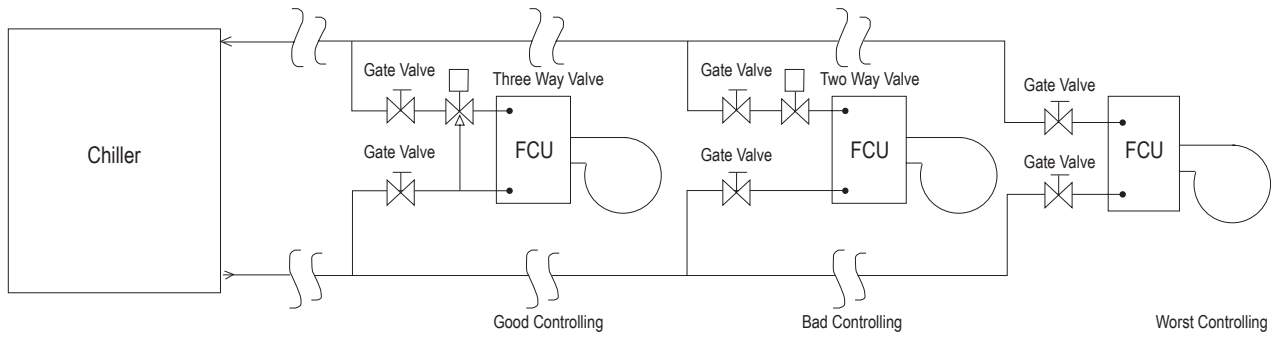 Gate Valve
Three Way Valve
Gate Valve
Two Way Valve
Gate Valve
Chiller
Gate Valve
FCU
Gate Valve
FCU
Gate Valve
FCU
Good Controlling
Bad Controlling
Worst Controlling